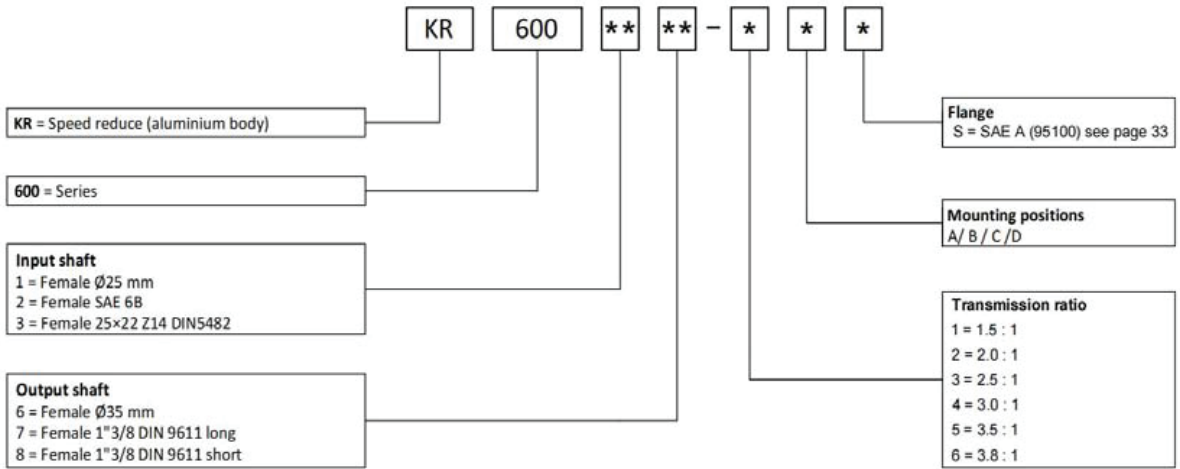 KR 600 ** ** - * * *
KR = Speed reduce (aluminium body)
600 = Series
Input shaft
1 = Female Ø25 mm
2 = Female SAE 6B
3 = Female 25×22 Z14 DIN5482
Output shaft
6 = Female Ø35 mm
7 = Female 1"3/8 DIN 9611 long
8 = Female 1"3/8 DIN 9611 short
Flange
S = SAE A (95100) see page 33
Mounting positions
A/ B / C /D
Transmission ratio
1 = 1.5 : 1
2 = 2.0 : 1
3 = 2.5 : 1
4 = 3.0 : 1
5 = 3.5 : 1
6 = 3.8 : 1